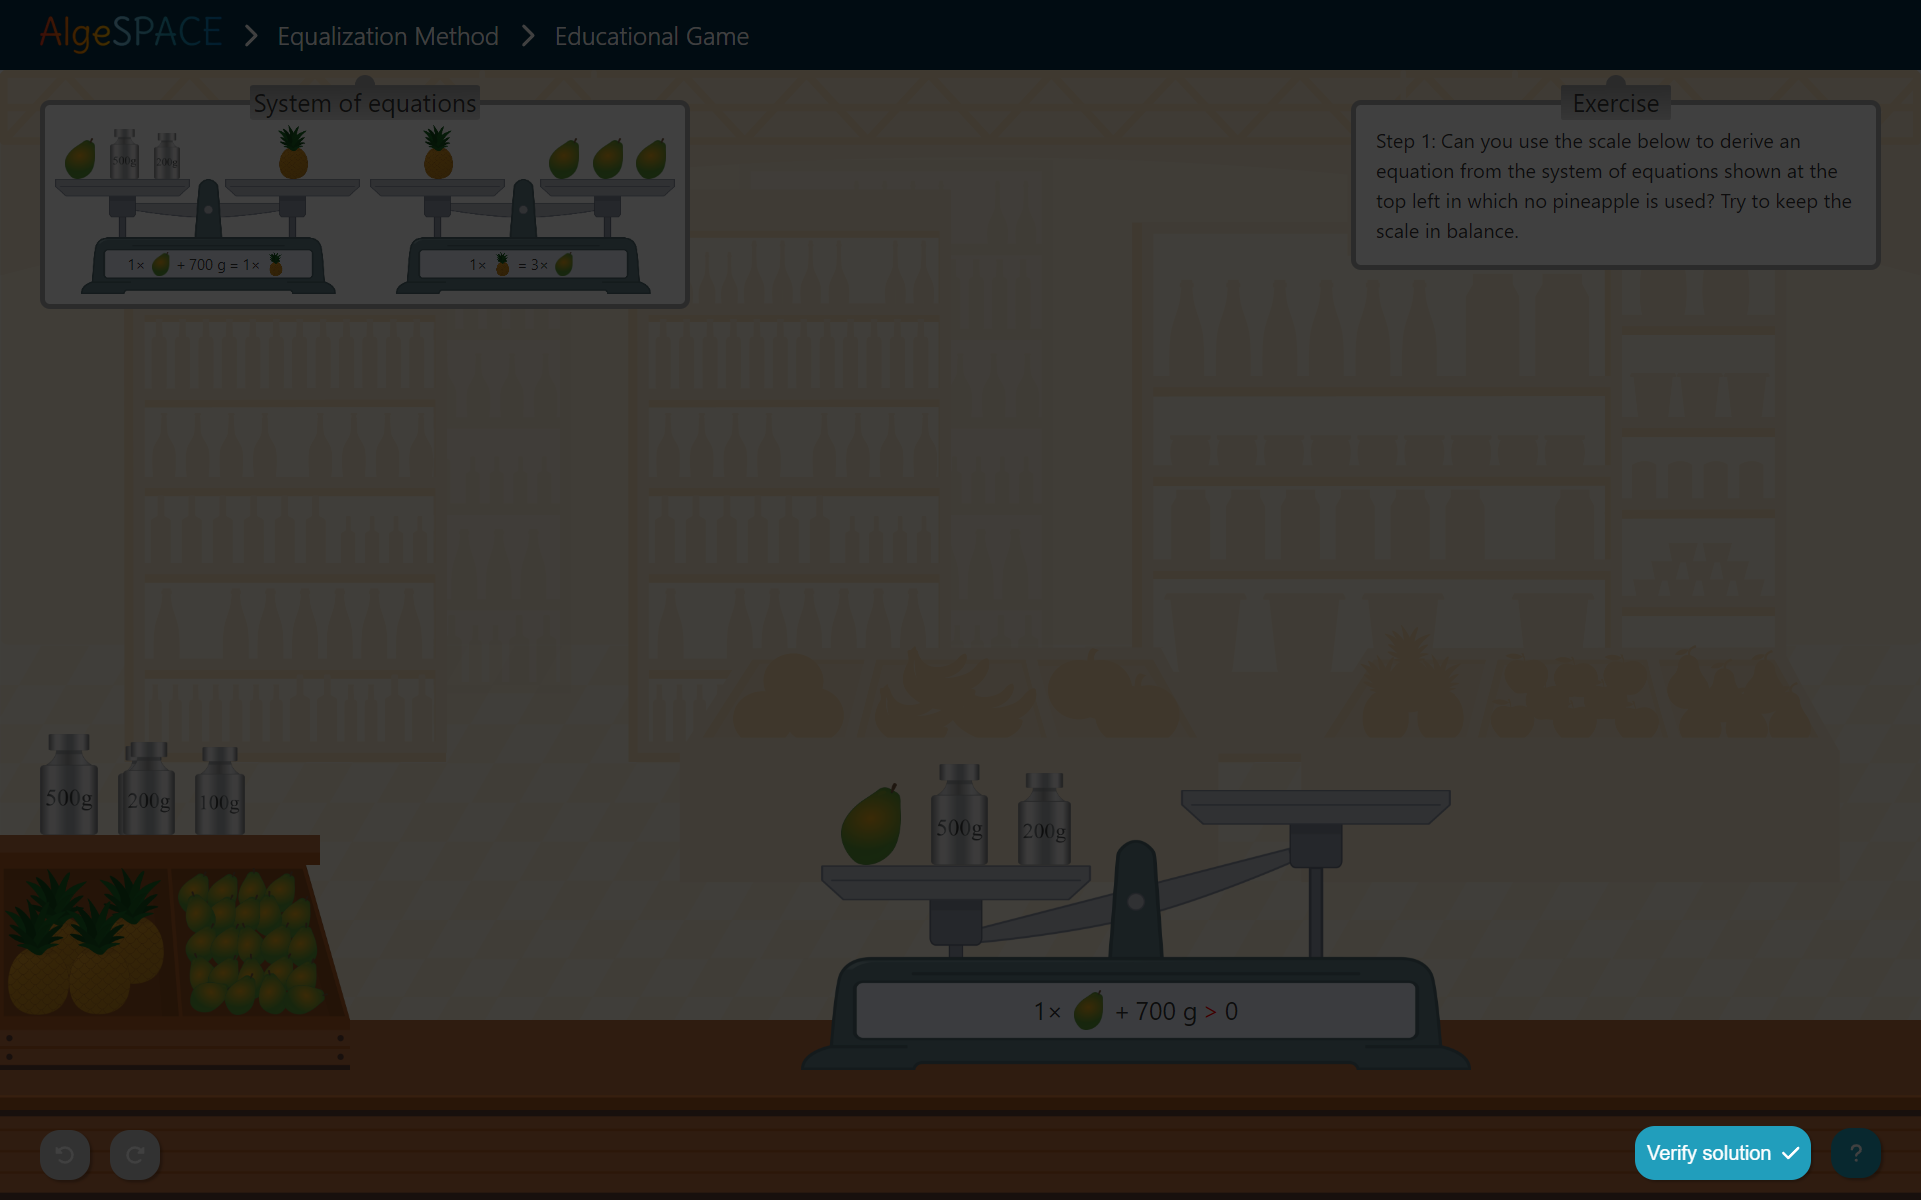 AlgeSPACE > Equalization Method > Educational Game
System of equations
500g 200g
1× + 700 g = 1×
1× = 3×
Exercise
Step 1: Can you use the scale below to derive an
equation from the system of equations shown at the
top left in which no pineapple is used? Try to keep the
scale in balance.
500g 200g 100g
500g 200g
1× + 700 g > 0
Verify solution ✓
?